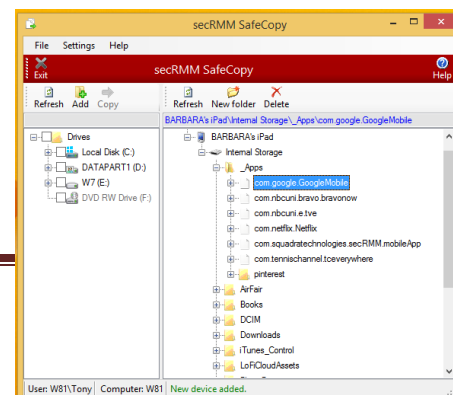 secRMM SafeCopy
File Settings Help
Exit secRMM SafeCopy Help
Refresh Add Copy Refresh New folder Delete
BARBARA's iPad\Internal Storage\_Apps\com.google.GoogleMobile
Drives
Local Disk (C:)
DATAPART1 (D:)
W7 (E:)
DVD RW Drive (F:)
BARBARA's iPad
Internal Storage
_Apps
com.google.GoogleMobile
com.nbcuni.bravo.bravonow
com.nbcuni.e.tve
com.netflix.Netflix
com.squadratechnologies.secRMM.mobileApp
com.tennischannel.tceverywhere
pinterest
AirFair
Books
DCIM
Downloads
iTunes_Control
LoFiCloudAssets
User: W81\Tony Computer: W81 New device added.